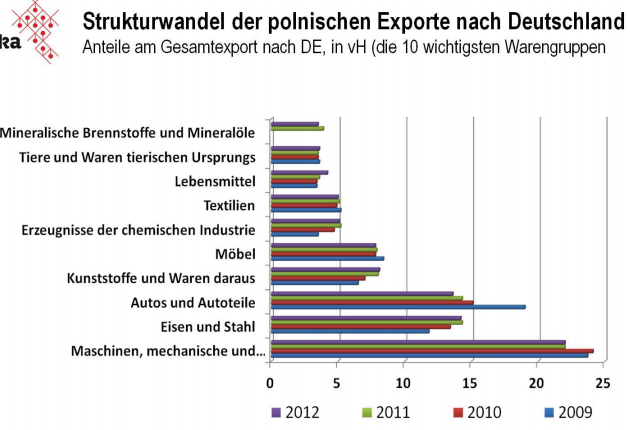 ka
Strukturwandel der polnischen Exporte nach Deutschland
Anteile am Gesamtexport nach DE, in vH (die 10 wichtigsten Warengruppen
Mineralische Brennstoffe und Mineralöle
Tiere und Waren tierischen Ursprungs
Lebensmittel
Textilien
Erzeugnisse der chemischen Industrie
Möbel
Kunststoffe und Waren daraus
Autos und Autoteile
Eisen und Stahl
Maschinen, mechanische und...
0 5 10 15 20 25
2012 2011 2010 2009